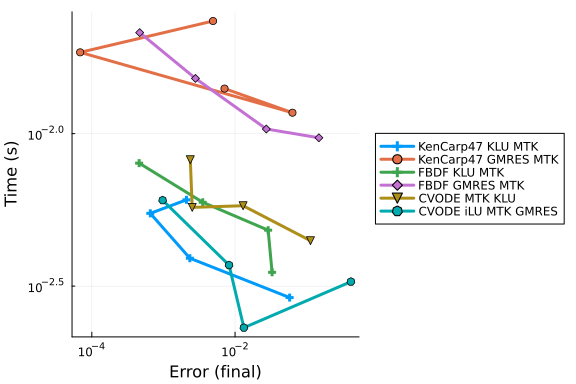 Time (s)
10^-2.0
10^-2.5
10^-4
10^-2
Error (final)
KenCarp47 KLU MTK
KenCarp47 GMRES MTK
FBDF KLU MTK
FBDF GMRES MTK
CVODE MTK KLU
CVODE iLU MTK GMRES